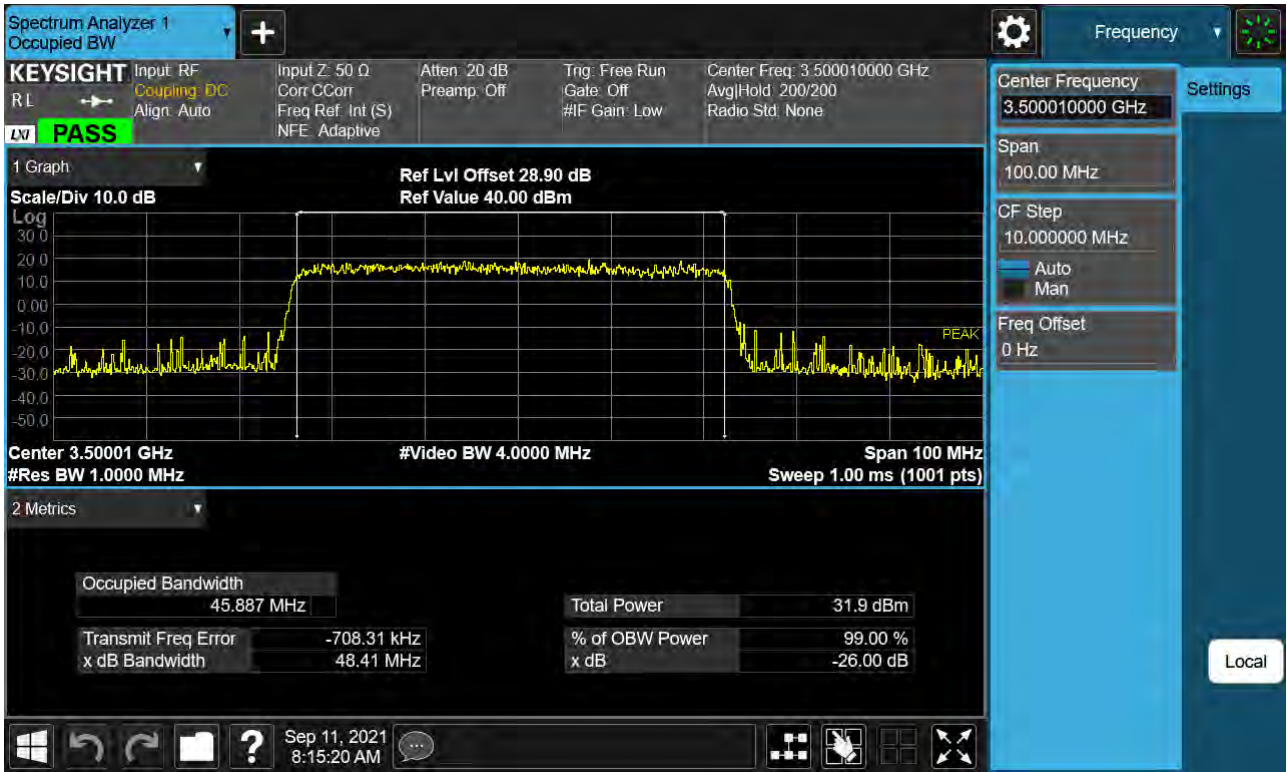 Spectrum Analyzer 1
Occupied BW
+
Frequency
KEYSIGHT
RL
LXI PASS
Input: RF
Coupling: DC
Align: Auto
Input Z: 50 Ω
Corr CCorr
Freq Ref: Int (S)
NFE: Adaptive
Atten: 20 dB
Preamp: Off
Trig: Free Run
Gate: Off
#IF Gain: Low
Center Freq: 3.500010000 GHz
Avg|Hold: 200/200
Radio Std: None
Center Frequency
3.500010000 GHz
Settings
Span
100.00 MHz
CF Step
10.000000 MHz
Auto
Man
Freq Offset
0 Hz
Local
1 Graph
Scale/Div 10.0 dB
Ref Lvl Offset 28.90 dB
Ref Value 40.00 dBm
Log
30.0
20.0
10.0
0.00
-10.0
-20.0
-30.0
-40.0
-50.0
PEAK
Center 3.50001 GHz
#Video BW 4.0000 MHz
Span 100 MHz
#Res BW 1.0000 MHz
Sweep 1.00 ms (1001 pts)
2 Metrics
Occupied Bandwidth
45.887 MHz
Total Power 31.9 dBm
Transmit Freq Error -708.31 kHz
% of OBW Power 99.00 %
x dB Bandwidth 48.41 MHz
x dB -26.00 dB
?
Sep 11, 2021
8:15:20 AM